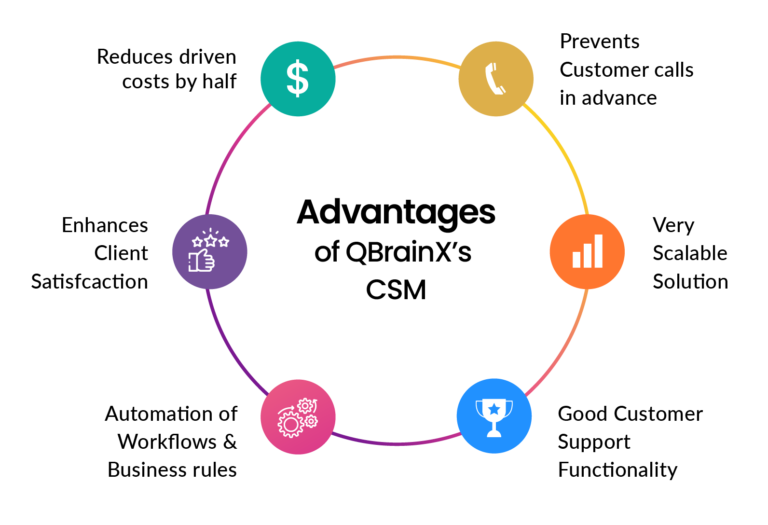 Reduces driven
costs by half
Prevents
Customer calls
in advance
Advantages
of QBrainX’s
CSM
Enhances
Client
Satisfcaction
Very
Scalable
Solution
Automation of
Workflows &
Business rules
Good Customer
Support
Functionality